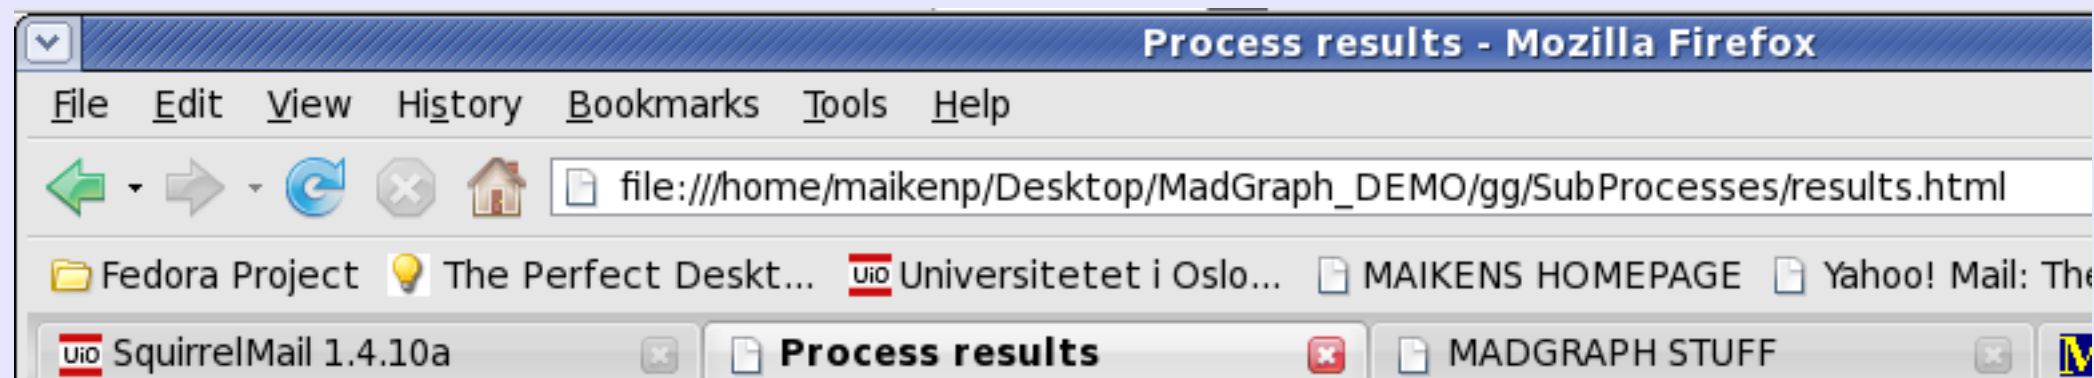 Process results - Mozilla Firefox
File Edit View History Bookmarks Tools Help
file:///home/maikenp/Desktop/MadGraph_DEMO/gg/SubProcesses/results.html
Fedora Project The Perfect Deskt... UiO Universitetet i Oslo... MAIKENS HOMEPAGE Yahoo! Mail: The
UiO SquirrelMail 1.4.10a Process results MADGRAPH STUFF